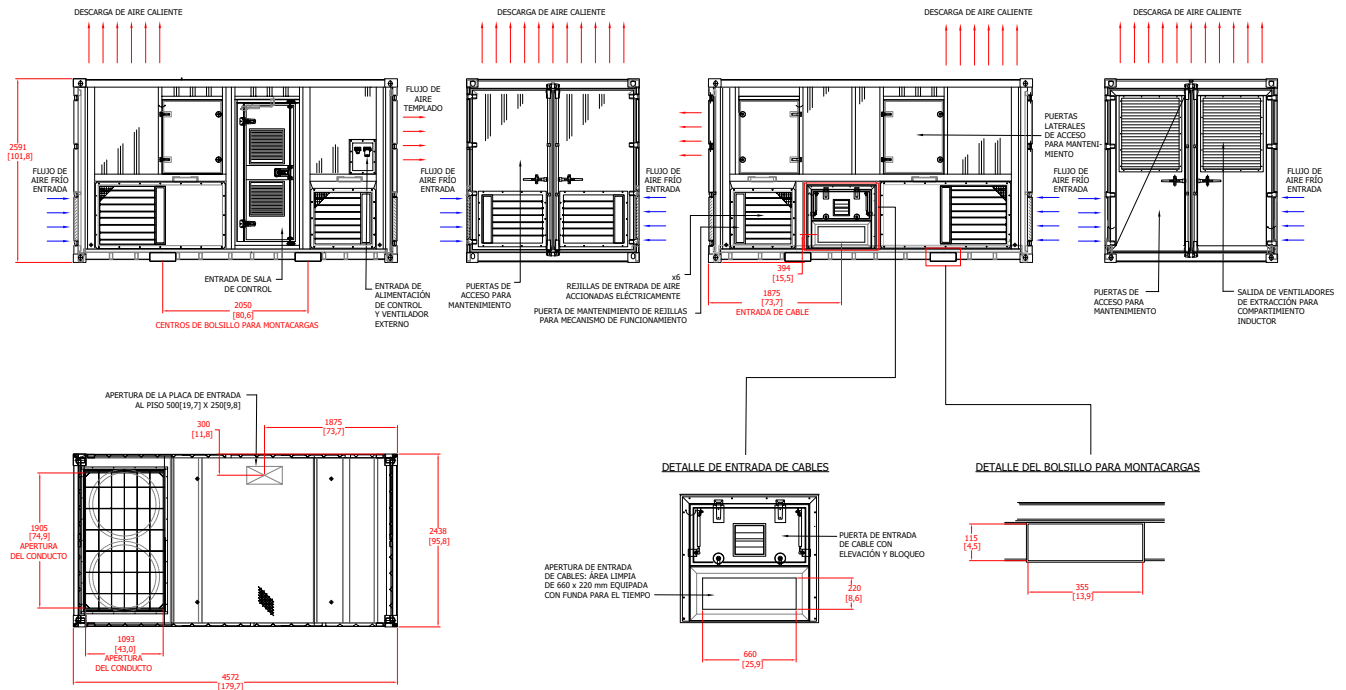 DESCARGA DE AIRE CALIENTE
DESCARGA DE AIRE CALIENTE
DESCARGA DE AIRE CALIENTE
DESCARGA DE AIRE CALIENTE
2591
[101,8]
FLUJO DE
AIRE FRÍO
ENTRADA
FLUJO DE
AIRE
TEMPLADO
FLUJO DE
AIRE FRÍO
ENTRADA
ENTRADA DE SALA
DE CONTROL
ENTRADA DE
ALIMENTACIÓN
DE CONTROL
Y VENTILADOR
EXTERNO
2050
[80,6]
CENTROS DE BOLSILLO PARA MONTACARGAS
PUERTAS DE
ACCESO PARA
MANTENIMIENTO
FLUJO DE
AIRE FRÍO
ENTRADA
x6
REJILLAS DE ENTRADA DE AIRE
ACCIONADAS ELÉCTRICAMENTE
PUERTA DE MANTENIMIENTO DE REJILLAS
PARA MECANISMO DE FUNCIONAMIENTO
394
[15,5]
1875
[73,7]
ENTRADA DE CABLE
PUERTAS
LATERALES
DE ACCESO
PARA MANTENI-
MIENTO
FLUJO DE
AIRE FRÍO
ENTRADA
FLUJO DE
AIRE FRÍO
ENTRADA
PUERTAS DE
ACCESO PARA
MANTENIMIENTO
SALIDA DE VENTILADORES
DE EXTRACCIÓN PARA
COMPARTIMIENTO
INDUCTOR
APERTURA DE LA PLACA DE ENTRADA
AL PISO 500[19,7] X 250[9,8]
300
[11,8]
1875
[73,7]
1905
[74,9]
APERTURA
DEL CONDUCTO
2438
[95,8]
1093
[43,0]
APERTURA
DEL CONDUCTO
4572
[179,7]
DETALLE DE ENTRADA DE CABLES
PUERTA DE ENTRADA
DE CABLE CON
ELEVACIÓN Y BLOQUEO
APERTURA DE ENTRADA
DE CABLES: ÁREA LIMPIA
DE 660 x 220 mm EQUIPADA
CON FUNDA PARA EL TIEMPO
220
[8,6]
660
[25,9]
DETALLE DEL BOLSILLO PARA MONTACARGAS
115
[4,5]
355
[13,9]